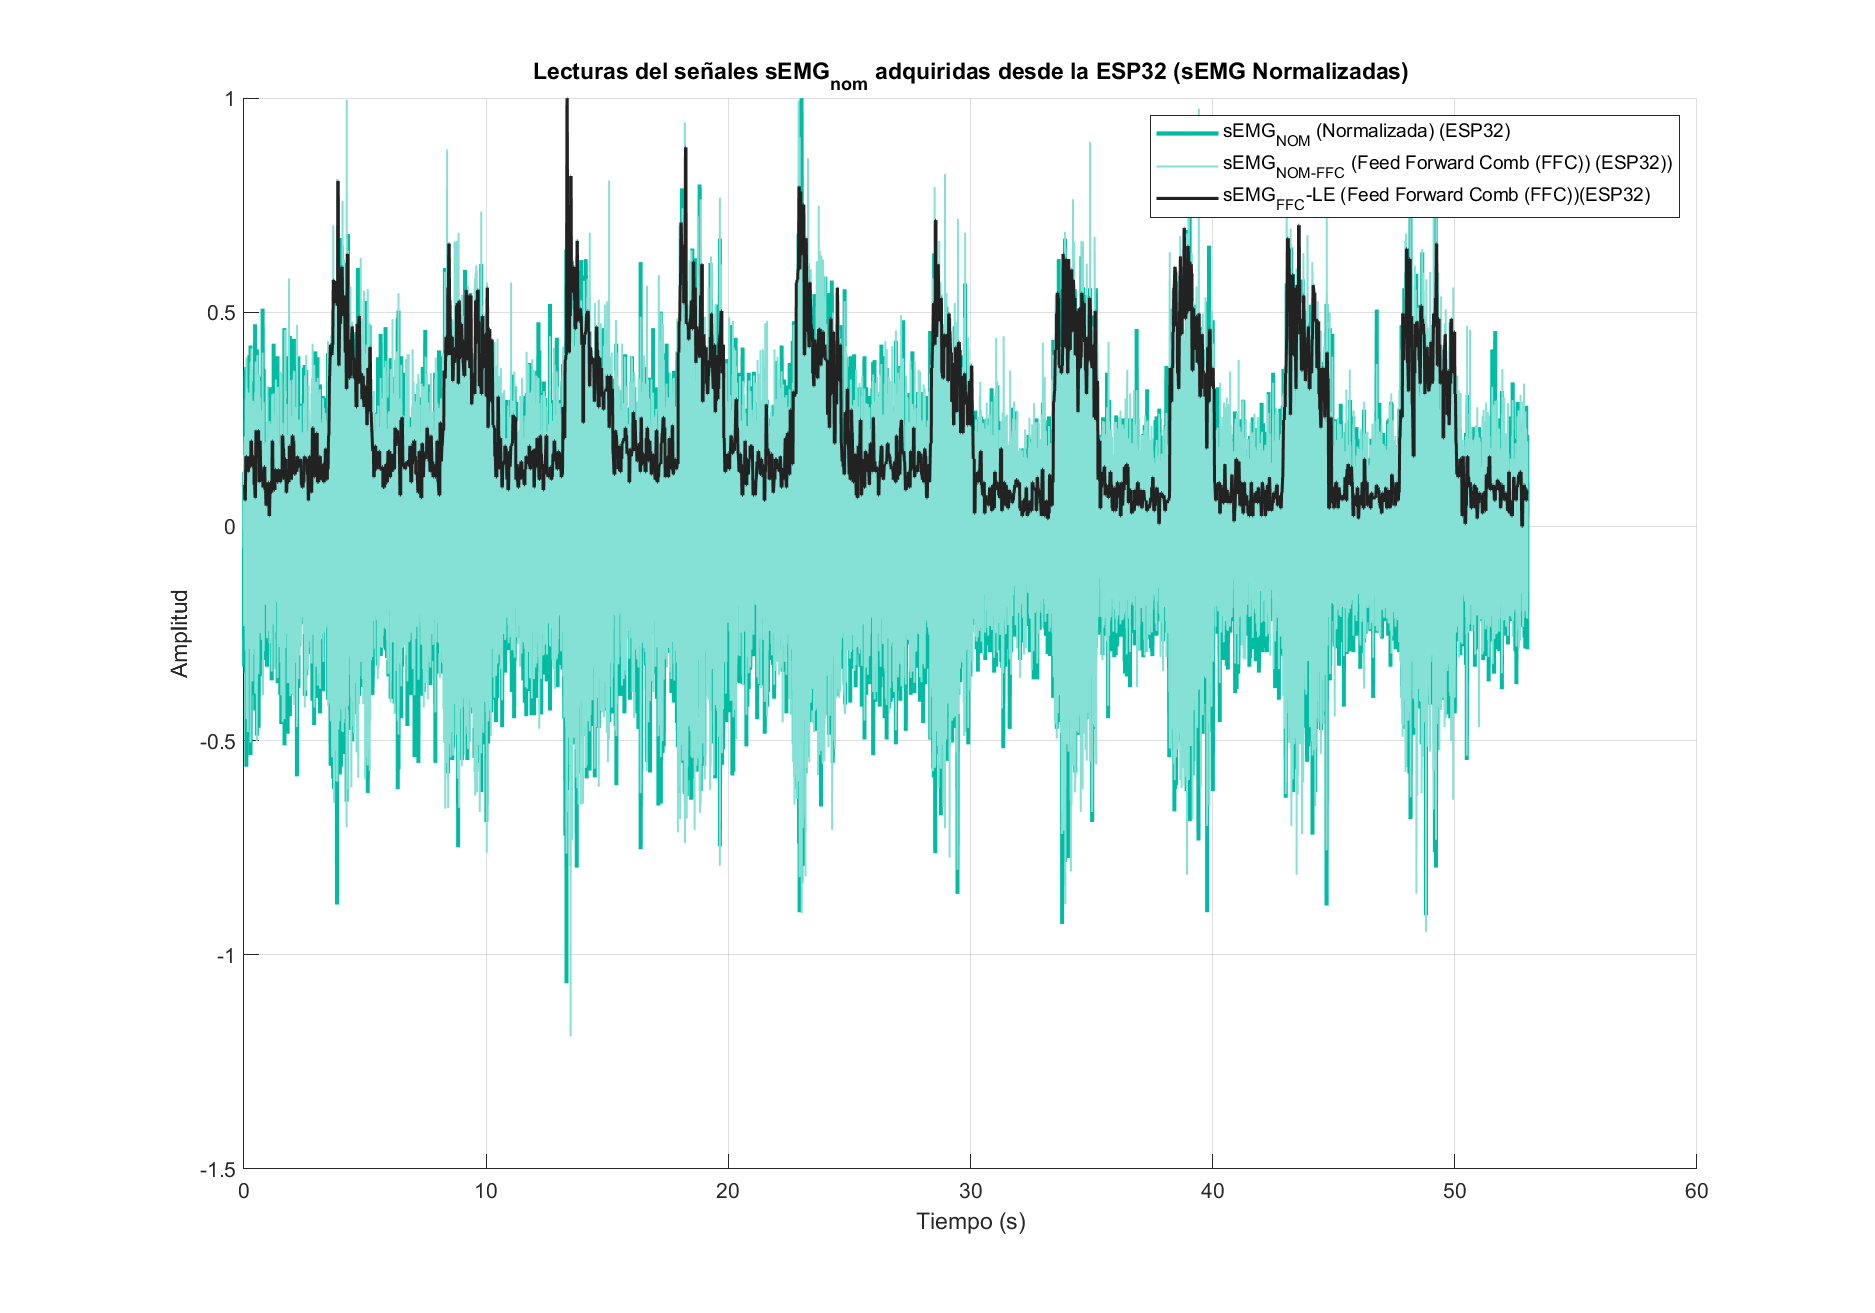 Lecturas del señales sEMGnom adquiridas desde la ESP32 (sEMG Normalizadas)
sEMGNOM (Normalizada) (ESP32)
sEMGNOM-FFC (Feed Forward Comb (FFC)) (ESP32))
sEMGFFC-LE (Feed Forward Comb (FFC))(ESP32)
1
0.5
0
-0.5
-1
-1.5
Amplitud
0 10 20 30 40 50 60
Tiempo (s)